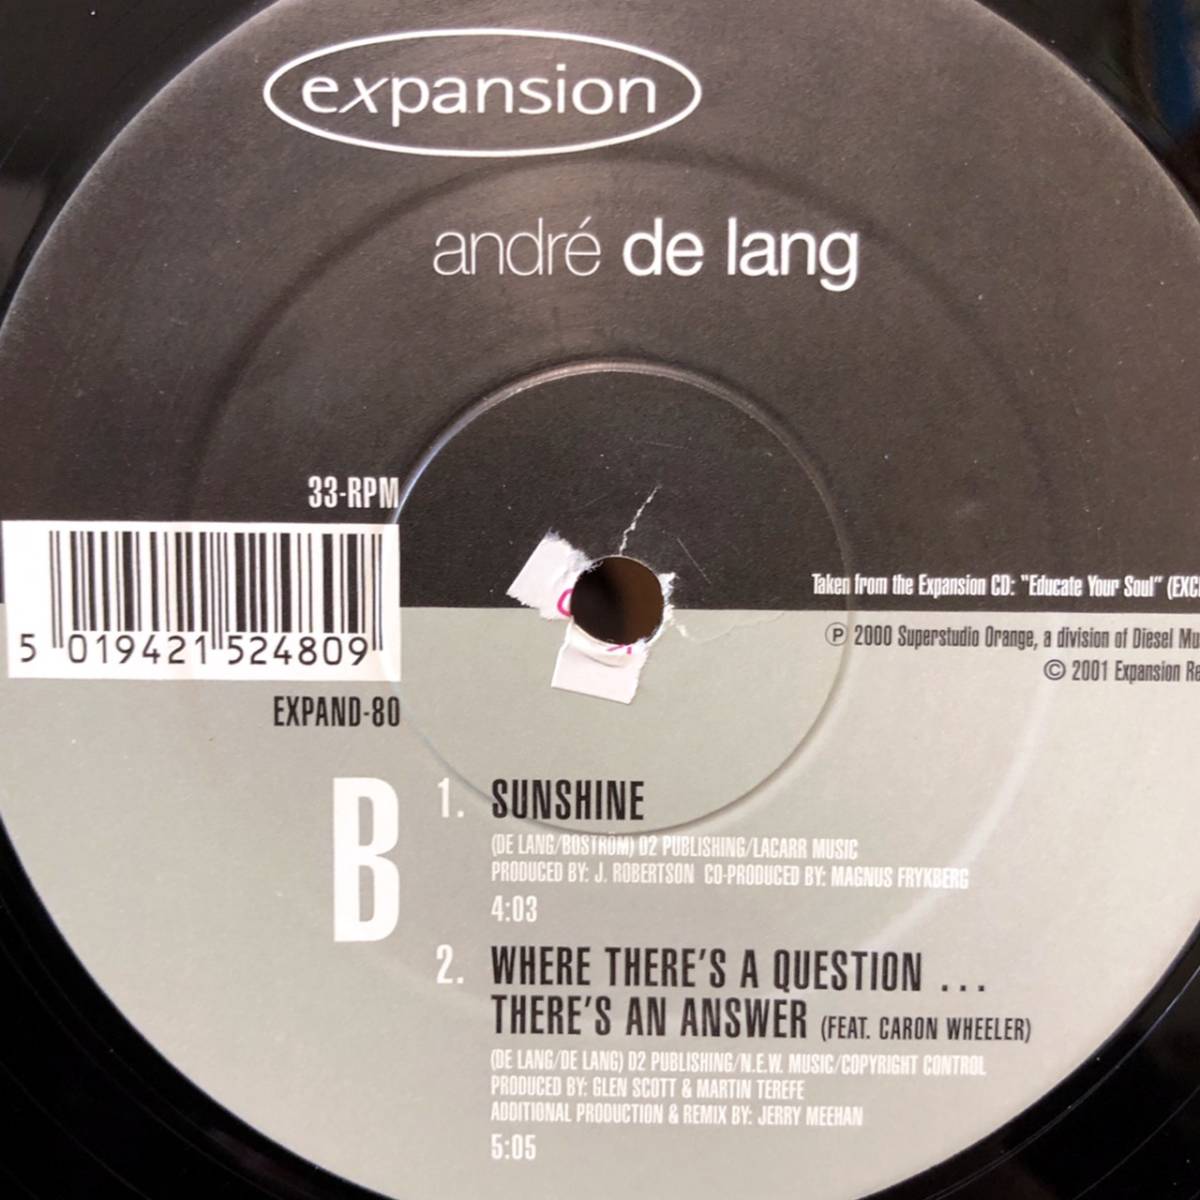 expansion
andré de lang
33-RPM
5 019421 524809
EXPAND-80
Taken from the Expansion CD: "Educate Your Soul"
℗ 2000 Superstudio Orange, a division of Diesel
© 2001 Expansion
B
1. SUNSHINE
(DE LANG/BOSTRÖM) D2 PUBLISHING/LACARR MUSIC
PRODUCED BY: J. ROBERTSON CO-PRODUCED BY: MAGNUS FRYKBERG
4:03
2. WHERE THERE'S A QUESTION ...
THERE'S AN ANSWER (FEAT. CARON WHEELER)
(DE LANG/DE LANG) D2 PUBLISHING/N.E.W. MUSIC/COPYRIGHT CONTROL
PRODUCED BY: GLEN SCOTT & MARTIN TEREFE
ADDITIONAL PRODUCTION & REMIX BY: JERRY MEEHAN
5:05